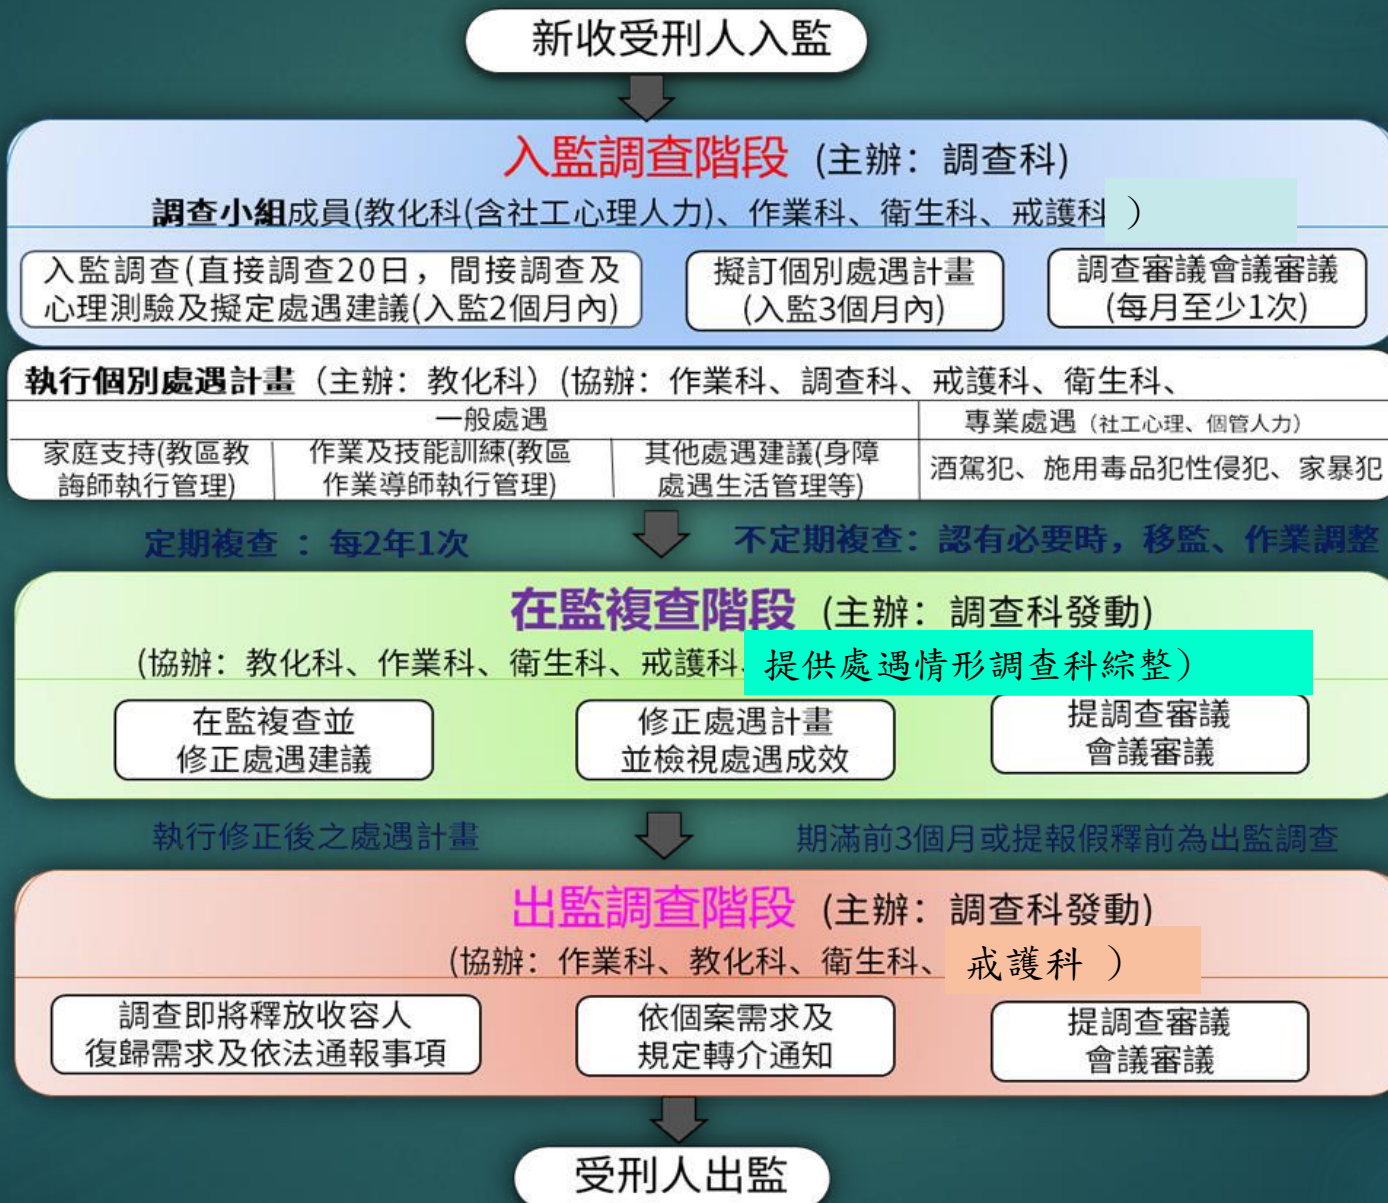 新收受刑人入監
入監調查階段 (主辦：調查科)
調查小組成員(教化科(含社工心理人力)、作業科、衛生科、戒護科 ）
入監調查(直接調查20日，間接調查及
心理測驗及擬定處遇建議(入監2個月內)
擬訂個別處遇計畫
(入監3個月內)
調查審議會議審議
(每月至少1次)
執行個別處遇計畫（主辦：教化科）(協辦：作業科、調查科、戒護科、衛生科、
一般處遇
專業處遇（社工心理、個管人力）
家庭支持(教區教
誨師執行管理)
作業及技能訓練(教區
作業導師執行管理)
其他處遇建議(身障
處遇生活管理等)
酒駕犯、施用毒品犯性侵犯、家暴犯
定期複查 ：每2年1次
不定期複查：認有必要時，移監、作業調整
在監複查階段 (主辦：調查科發動)
(協辦：教化科、作業科、衛生科、戒護科、提供處遇情形調查科綜整）
在監複查並
修正處遇建議
修正處遇計畫
並檢視處遇成效
提調查審議
會議審議
執行修正後之處遇計畫
期滿前3個月或提報假釋前為出監調查
出監調查階段 (主辦：調查科發動)
(協辦：作業科、教化科、衛生科、 戒護科 ）
調查即將釋放收容人
復歸需求及依法通報事項
依個案需求及
規定轉介通知
提調查審議
會議審議
受刑人出監